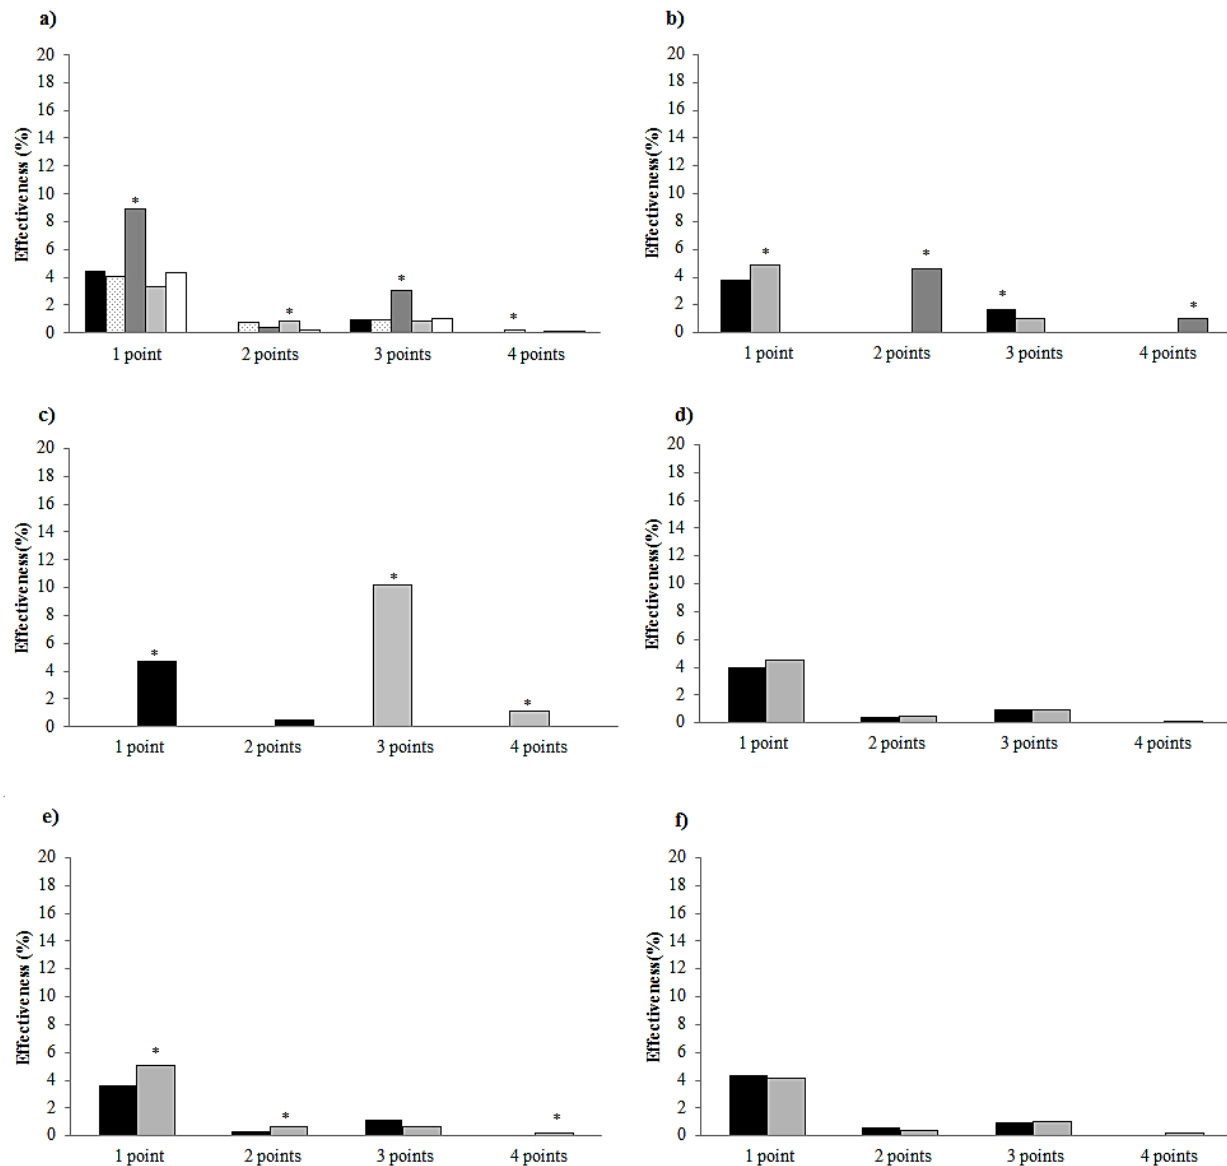 a)
Effectiveness (%)
20
18
16
14
12
10
8
6
4
2
0
*
*
*
*
1 point
2 points
3 points
4 points
b)
Effectiveness(%)
20
18
16
14
12
10
8
6
4
2
0
*
*
*
*
1 point
2 points
3 points
4 points
c)
Effectiveness(%)
20
18
16
14
12
10
8
6
4
2
0
*
*
*
1 point
2 points
3 points
4 points
d)
Effectiveness(%)
20
18
16
14
12
10
8
6
4
2
0
1 point
2 points
3 points
4 points
e)
Effectiveness (%)
20
18
16
14
12
10
8
6
4
2
0
*
*
*
1 point
2 points
3 points
4 points
f)
Effectiveness(%)
20
18
16
14
12
10
8
6
4
2
0
1 point
2 points
3 points
4 points